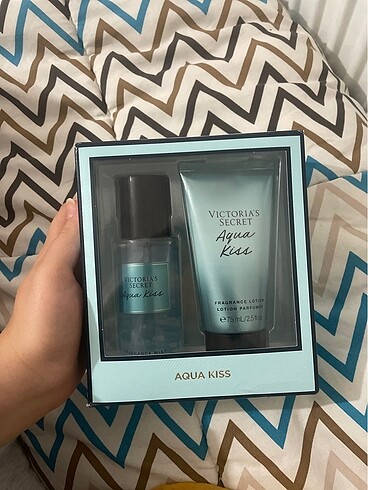 VICTORIA'S
SECRET
Aqua Kiss
VICTORIA'S
SECRET
Aqua
Kiss
FRAGRANCE LOTION
LOTION PARFUMÉE
℮ 75 mL/2.5 fl
AQUA KISS